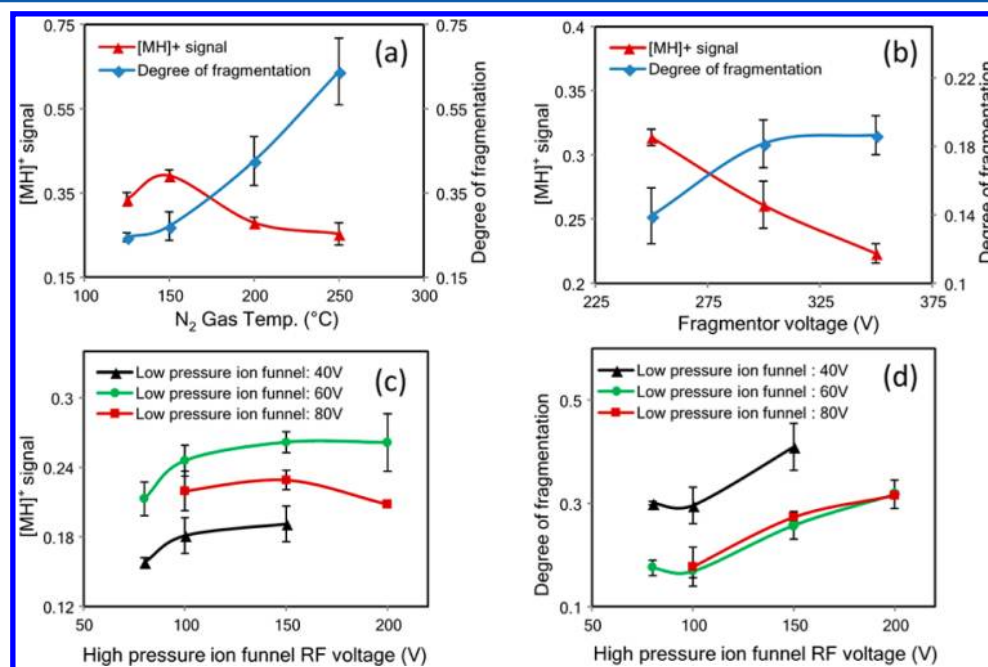 (a)
[MH]+ signal
Degree of fragmentation
0.75
0.55
0.35
0.15
[MH]⁺ signal
0.75
0.55
0.35
0.15
Degree of fragmentation
100 150 200 250 300
N₂ Gas Temp. (°C)
(b)
[MH]+ signal
Degree of fragmentation
0.4
0.35
0.3
0.25
0.2
[MH]⁺ signal
0.22
0.18
0.14
0.1
Degree of fragmentation
225 275 325 375
Fragmentor voltage (V)
(c)
Low pressure ion funnel: 40V
Low pressure ion funnel: 60V
Low pressure ion funnel: 80V
0.3
0.24
0.18
0.12
[MH]⁺ signal
50 100 150 200
High pressure ion funnel RF voltage (V)
(d)
Low pressure ion funnel : 40V
Low pressure ion funnel : 60V
Low pressure ion funnel : 80V
0.5
0.3
0.1
Degree of fragmentation
50 100 150 200
High pressure ion funnel RF voltage (V)